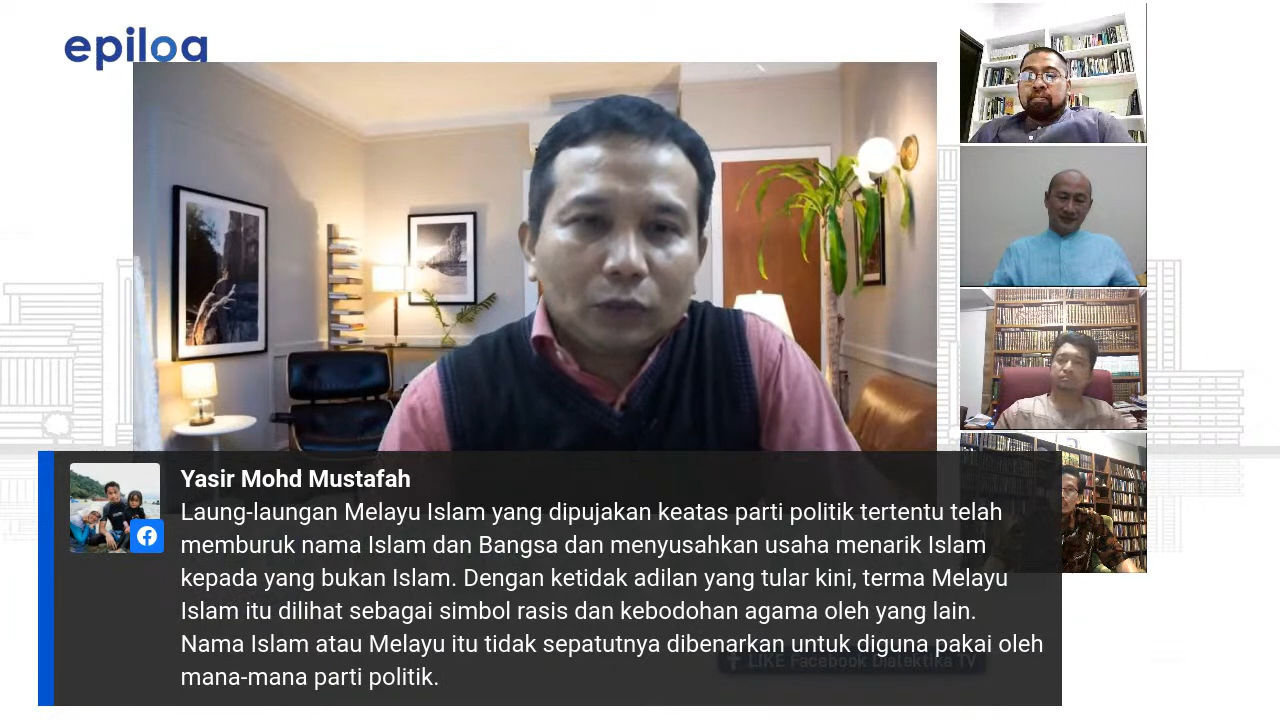 epilog
Yasir Mohd Mustafah
Laung-laungan Melayu Islam yang dipujakan keatas parti politik tertentu telah
memburuk nama Islam dan Bangsa dan menyusahkan usaha menarik Islam
kepada yang bukan Islam. Dengan ketidak adilan yang tular kini, terma Melayu
Islam itu dilihat sebagai simbol rasis dan kebodohan agama oleh yang lain.
Nama Islam atau Melayu itu tidak sepatutnya dibenarkan untuk diguna pakai oleh
mana-mana parti politik.
LIKE Facebook Dialektika TV